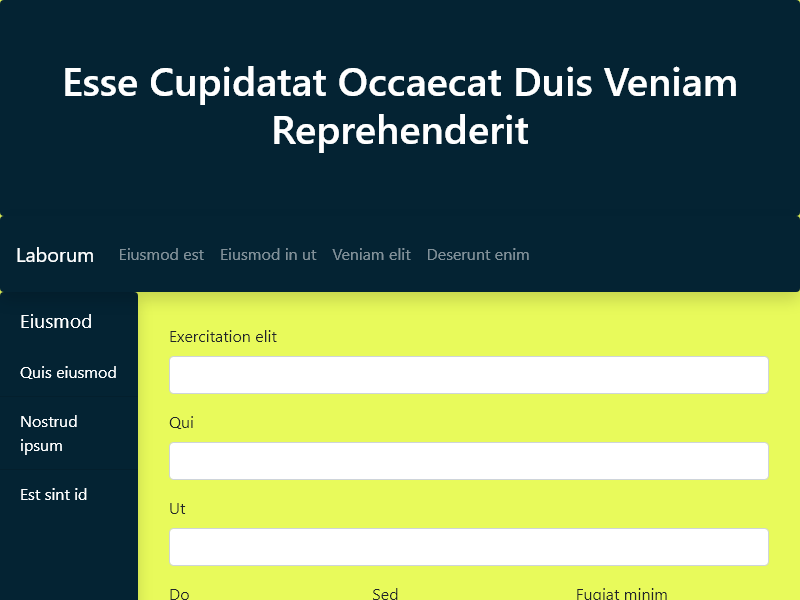 Esse Cupidatat Occaecat Duis Veniam
Reprehenderit
Laborum Eiusmod est Eiusmod in ut Veniam elit Deserunt enim
Eiusmod
Quis eiusmod
Nostrud
ipsum
Est sint id
Exercitation elit
Qui
Ut
Do Sed Fugiat minim